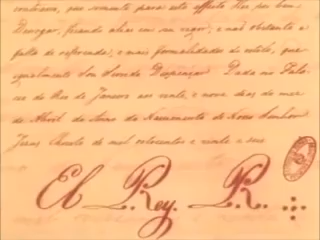 contrario, que somente para este effeito Hei por bem
Derogar, ficando alias em seu vigor; e não obstante a
falta de referenda, e mais formalidades do estilo, que
igualmente Sou Servido Dispensar. Dada no Pala-
cio do Rio de Janeiro aos vinte e nove dias do mez
de Abril do Anno do Nascimento de Nosso Senhor
Jesus Christo de mil oitocentos e vinte e seis
El Rey. P.